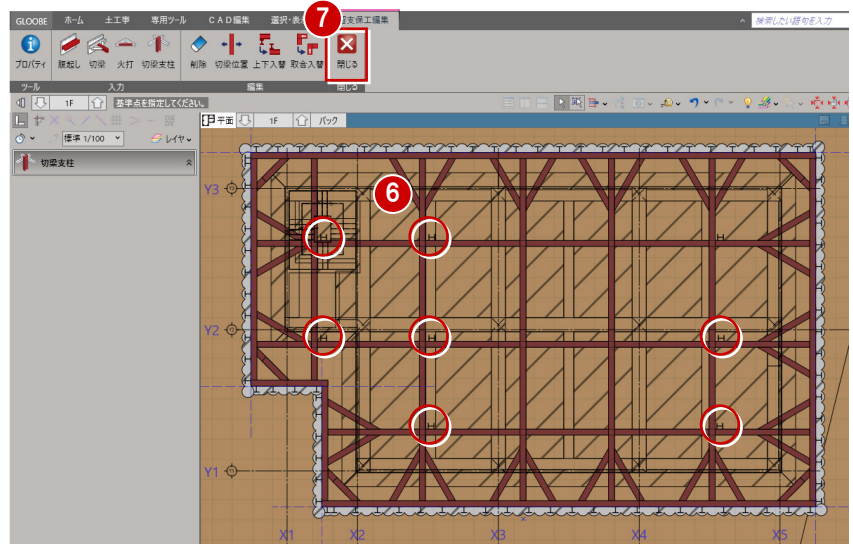 GLOOBE ホーム 土工事 専用ツール CAD編集 選択・表 支保工編集 検索したい語句を入力
7
プロパティ 腹起し 切梁 火打 切梁支柱 削除 切梁位置 上下入替 取合入替 閉じる
ツール 入力 編集 閉じる
1F 基準点を指定してください。
平面 1F パック
標準 1/100 レイヤ
切梁支柱
6
Y3
Y2
Y1
X1 X2 X3 X4 X5